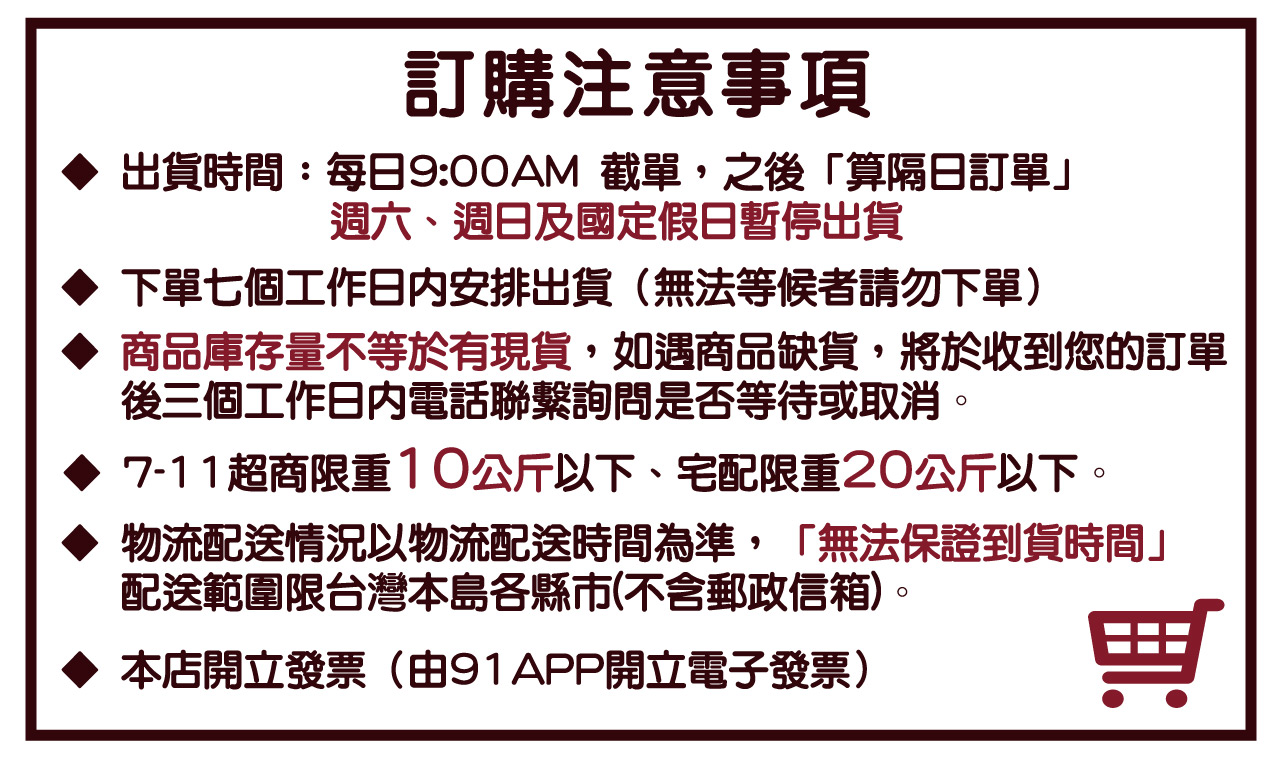 訂購注意事項
◆ 出貨時間：每日9:00AM 截單，之後「算隔日訂單」
週六、週日及國定假日暫停出貨
◆ 下單七個工作日内安排出貨（無法等候者請勿下單）
◆ 商品庫存量不等於有現貨，如遇商品缺貨，將於收到您的訂單
後三個工作日内電話聯繫詢問是否等待或取消。
◆ 7-11超商限重10公斤以下、宅配限重20公斤以下。
◆ 物流配送情況以物流配送時間為準，「無法保證到貨時間」
配送範圍限台灣本島各縣市(不含郵政信箱)。
◆ 本店開立發票（由91APP開立電子發票）